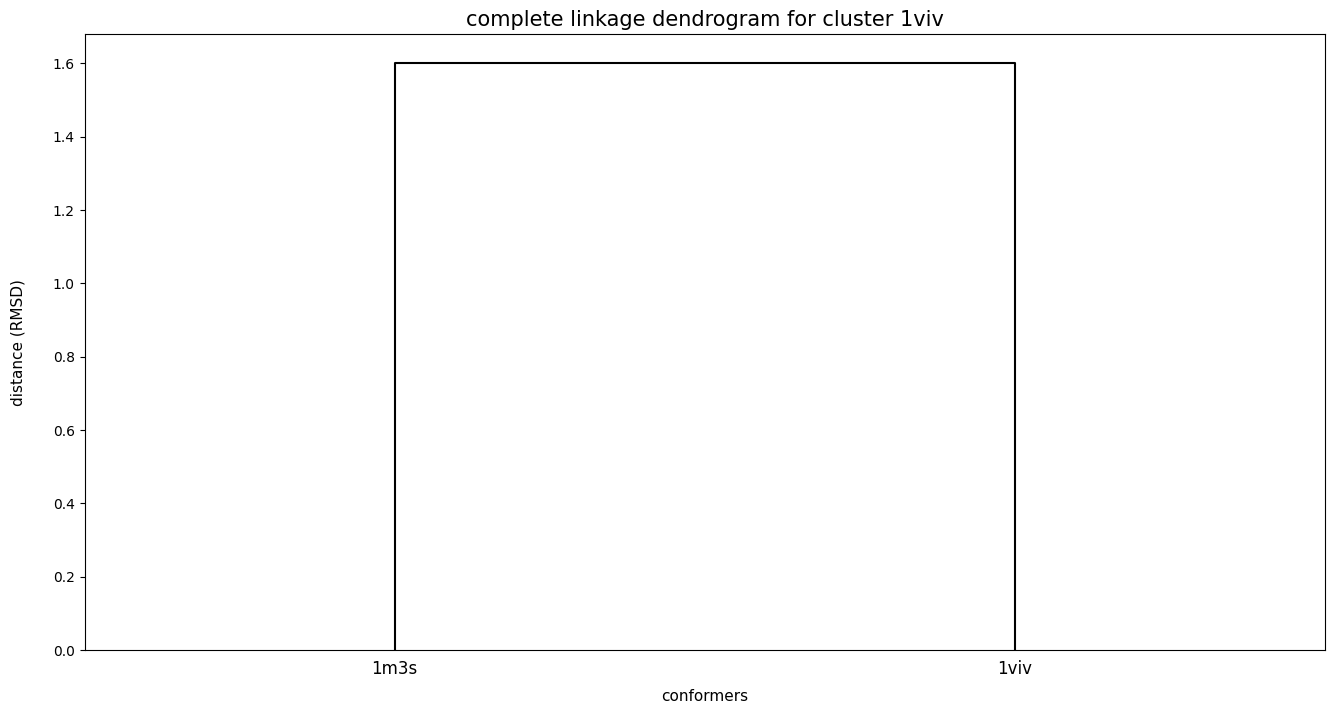 complete linkage dendrogram for cluster 1viv
1.6
1.4
1.2
1.0
0.8
0.6
0.4
0.2
0.0
distance (RMSD)
1m3s
1viv
conformers